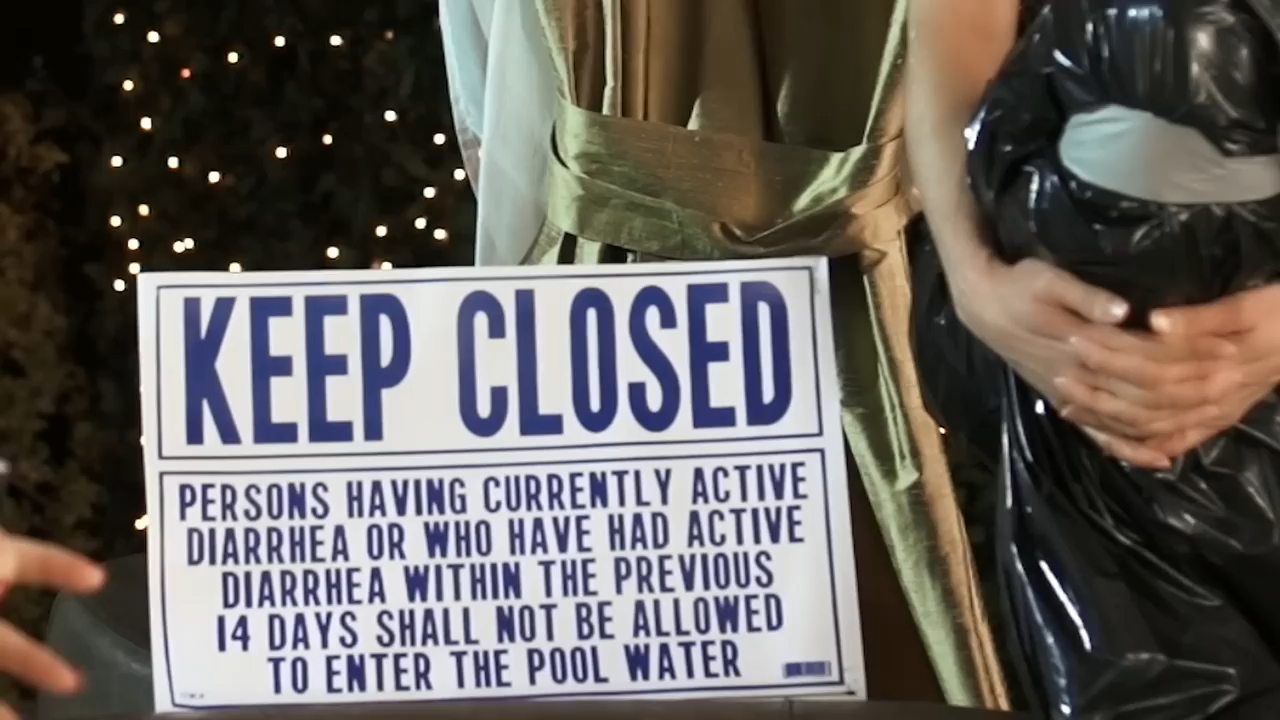 KEEP CLOSED
PERSONS HAVING CURRENTLY ACTIVE
DIARRHEA OR WHO HAVE HAD ACTIVE
DIARRHEA WITHIN THE PREVIOUS
14 DAYS SHALL NOT BE ALLOWED
TO ENTER THE POOL WATER